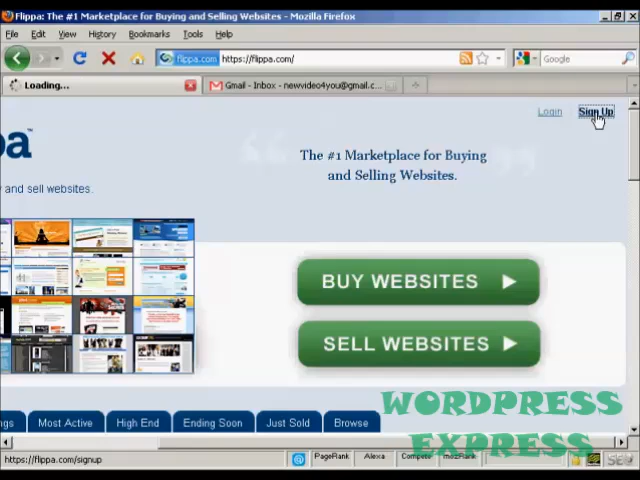 Flippa: The #1 Marketplace for Buying and Selling Websites - Mozilla Firefox
File Edit View History Bookmarks Tools Help
flippa.com https://flippa.com/ Google
Loading... Gmail - Inbox - newvideo4you@gmail.c...
Login Sign Up
pa™
“ The #1 Marketplace for Buying and Selling Websites. ”
y and sell websites.
BUY WEBSITES
SELL WEBSITES
ngs Most Active High End Ending Soon Just Sold Browse
WORDPRESS
EXPRESS
https://flippa.com/signup PageRank Alexa Compete mozRank